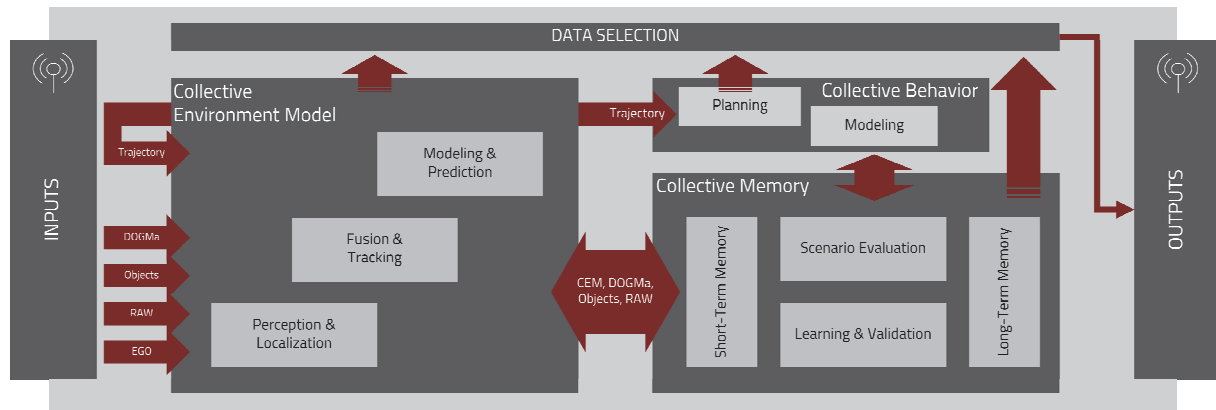 DATA SELECTION
INPUTS
Collective
Environment Model
Trajectory
DOGMa
Objects
RAW
EGO
Modeling &
Prediction
Fusion &
Tracking
Perception &
Localization
Trajectory
Collective Behavior
Planning
Modeling
CEM, DOGMa,
Objects, RAW
Collective Memory
Short-Term Memory
Scenario Evaluation
Learning & Validation
Long-Term Memory
OUTPUTS